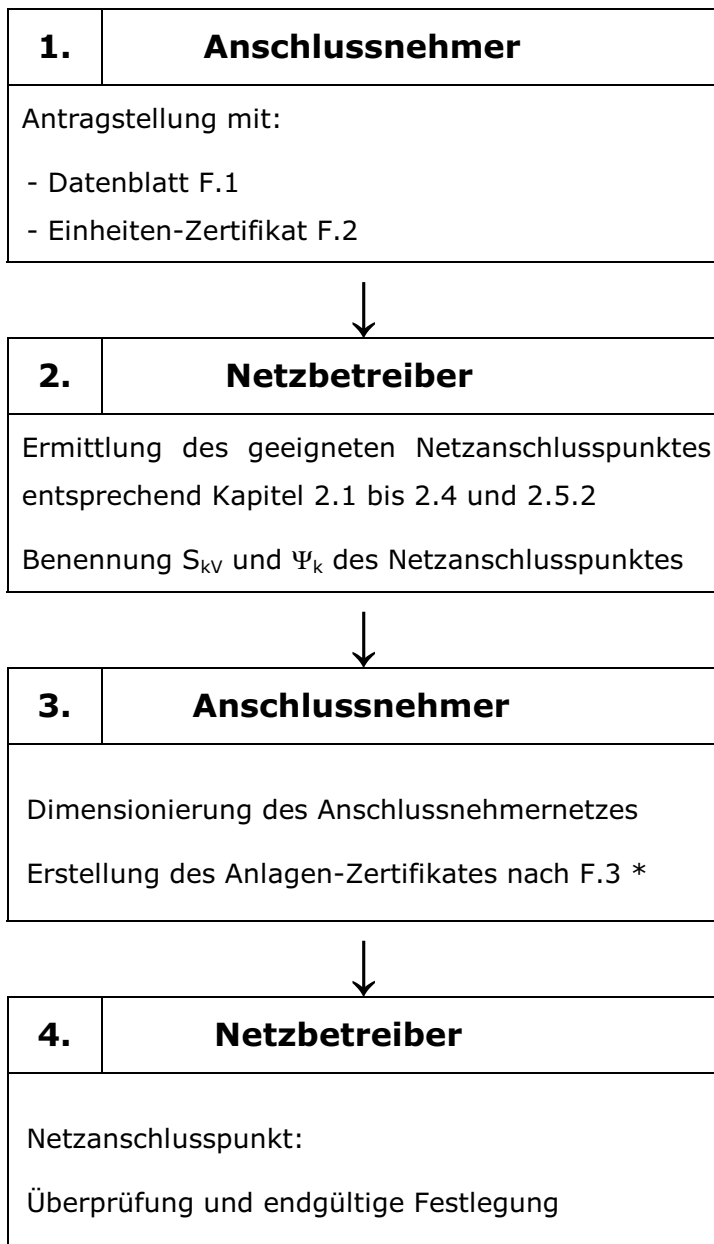 1. Anschlussnehmer
Antragstellung mit:
- Datenblatt F.1
- Einheiten-Zertifikat F.2
↓
2. Netzbetreiber
Ermittlung des geeigneten Netzanschlusspunktes
entsprechend Kapitel 2.1 bis 2.4 und 2.5.2
Benennung SkV und Ψk des Netzanschlusspunktes
↓
3. Anschlussnehmer
Dimensionierung des Anschlussnehmernetzes
Erstellung des Anlagen-Zertifikates nach F.3 *
↓
4. Netzbetreiber
Netzanschlusspunkt:
Überprüfung und endgültige Festlegung